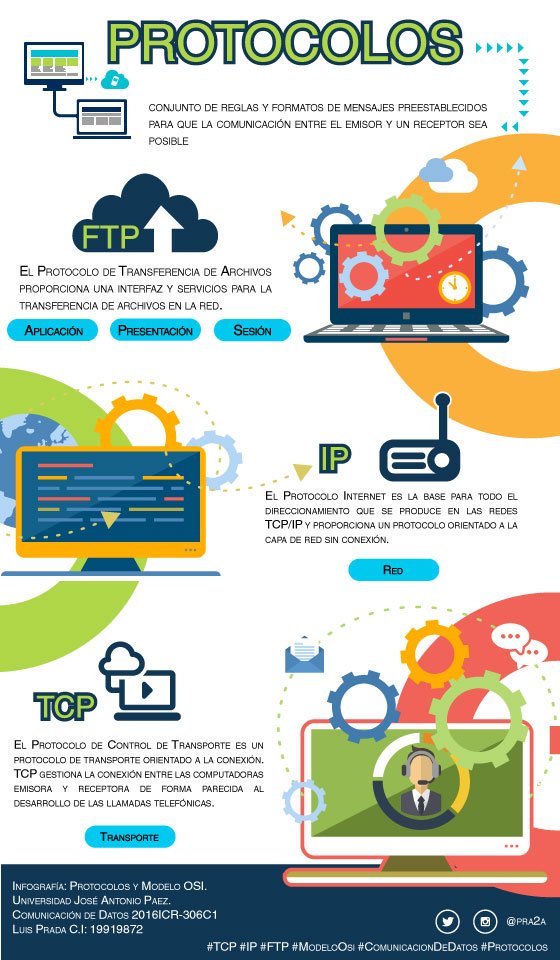 PROTOCOLOS
CONJUNTO DE REGLAS Y FORMATOS DE MENSAJES PREESTABLECIDOS
PARA QUE LA COMUNICACIÓN ENTRE EL EMISOR Y UN RECEPTOR SEA
POSIBLE
FTP
EL PROTOCOLO DE TRANSFERENCIA DE ARCHIVOS
PROPORCIONA UNA INTERFAZ Y SERVICIOS PARA LA
TRANSFERENCIA DE ARCHIVOS EN LA RED.
APLICACIÓN PRESENTACIÓN SESIÓN
IP
EL PROTOCOLO INTERNET ES LA BASE PARA TODO EL
DIRECCIONAMIENTO QUE SE PRODUCE EN LAS REDES
TCP/IP Y PROPORCIONA UN PROTOCOLO ORIENTADO A LA
CAPA DE RED SIN CONEXIÓN.
RED
TCP
EL PROTOCOLO DE CONTROL DE TRANSPORTE ES UN
PROTOCOLO DE TRANSPORTE ORIENTADO A LA CONEXIÓN.
TCP GESTIONA LA CONEXIÓN ENTRE LAS COMPUTADORAS
EMISORA Y RECEPTORA DE FORMA PARECIDA AL
DESARROLLO DE LAS LLAMADAS TELEFÓNICAS.
TRANSPORTE
INFOGRAFÍA: PROTOCOLOS Y MODELO OSI.
UNIVERSIDAD JOSÉ ANTONIO PAEZ.
COMUNICACIÓN DE DATOS 2016ICR-306C1
LUIS PRADA C.I: 19919872
@PRA2A
#TCP #IP #FTP #MODELOOSI #COMUNICACIONDEDATOS #PROTOCOLOS